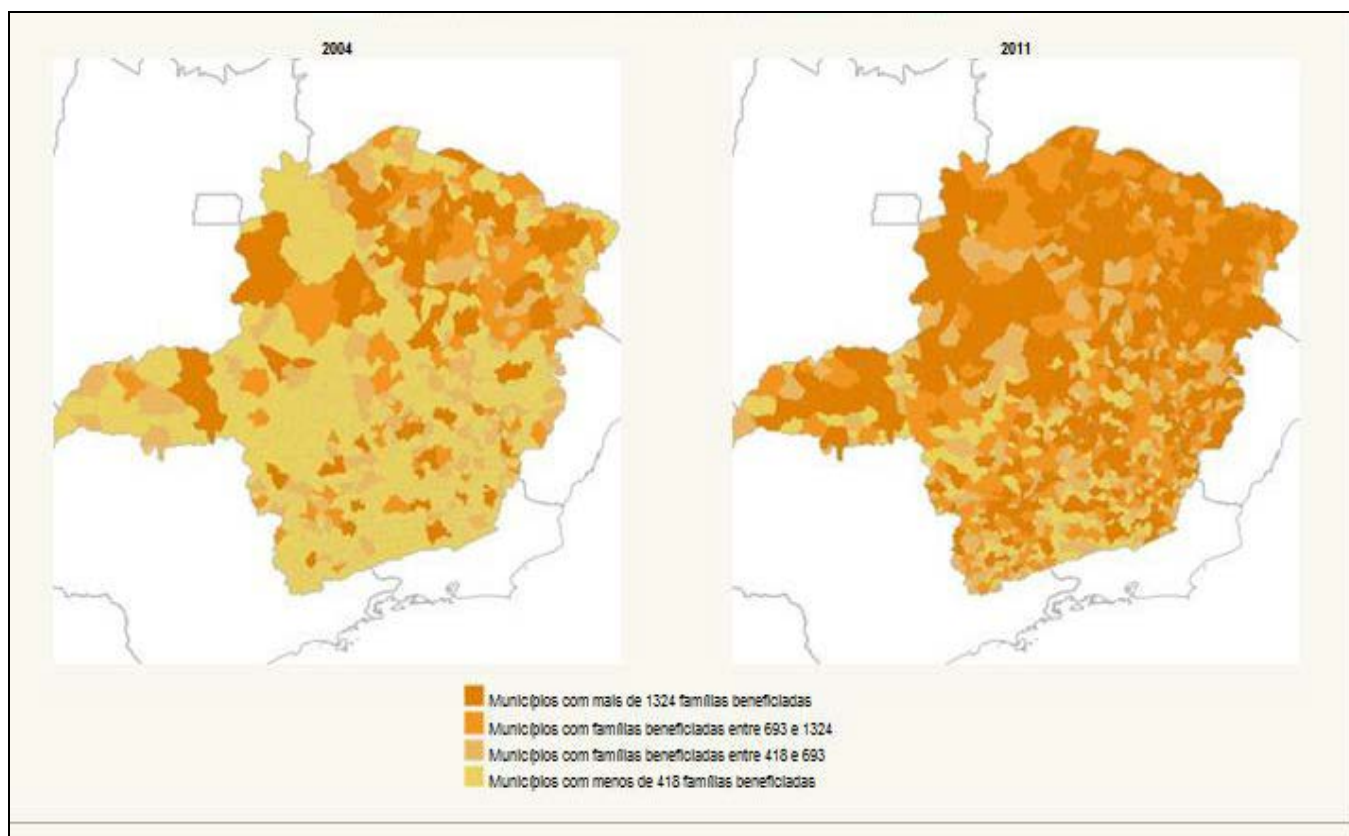 2004
2011
Municípios com mais de 1324 famílias beneficiadas
Municípios com famílias beneficiadas entre 693 e 1324
Municípios com famílias beneficiadas entre 418 e 693
Municípios com menos de 418 famílias beneficiadas